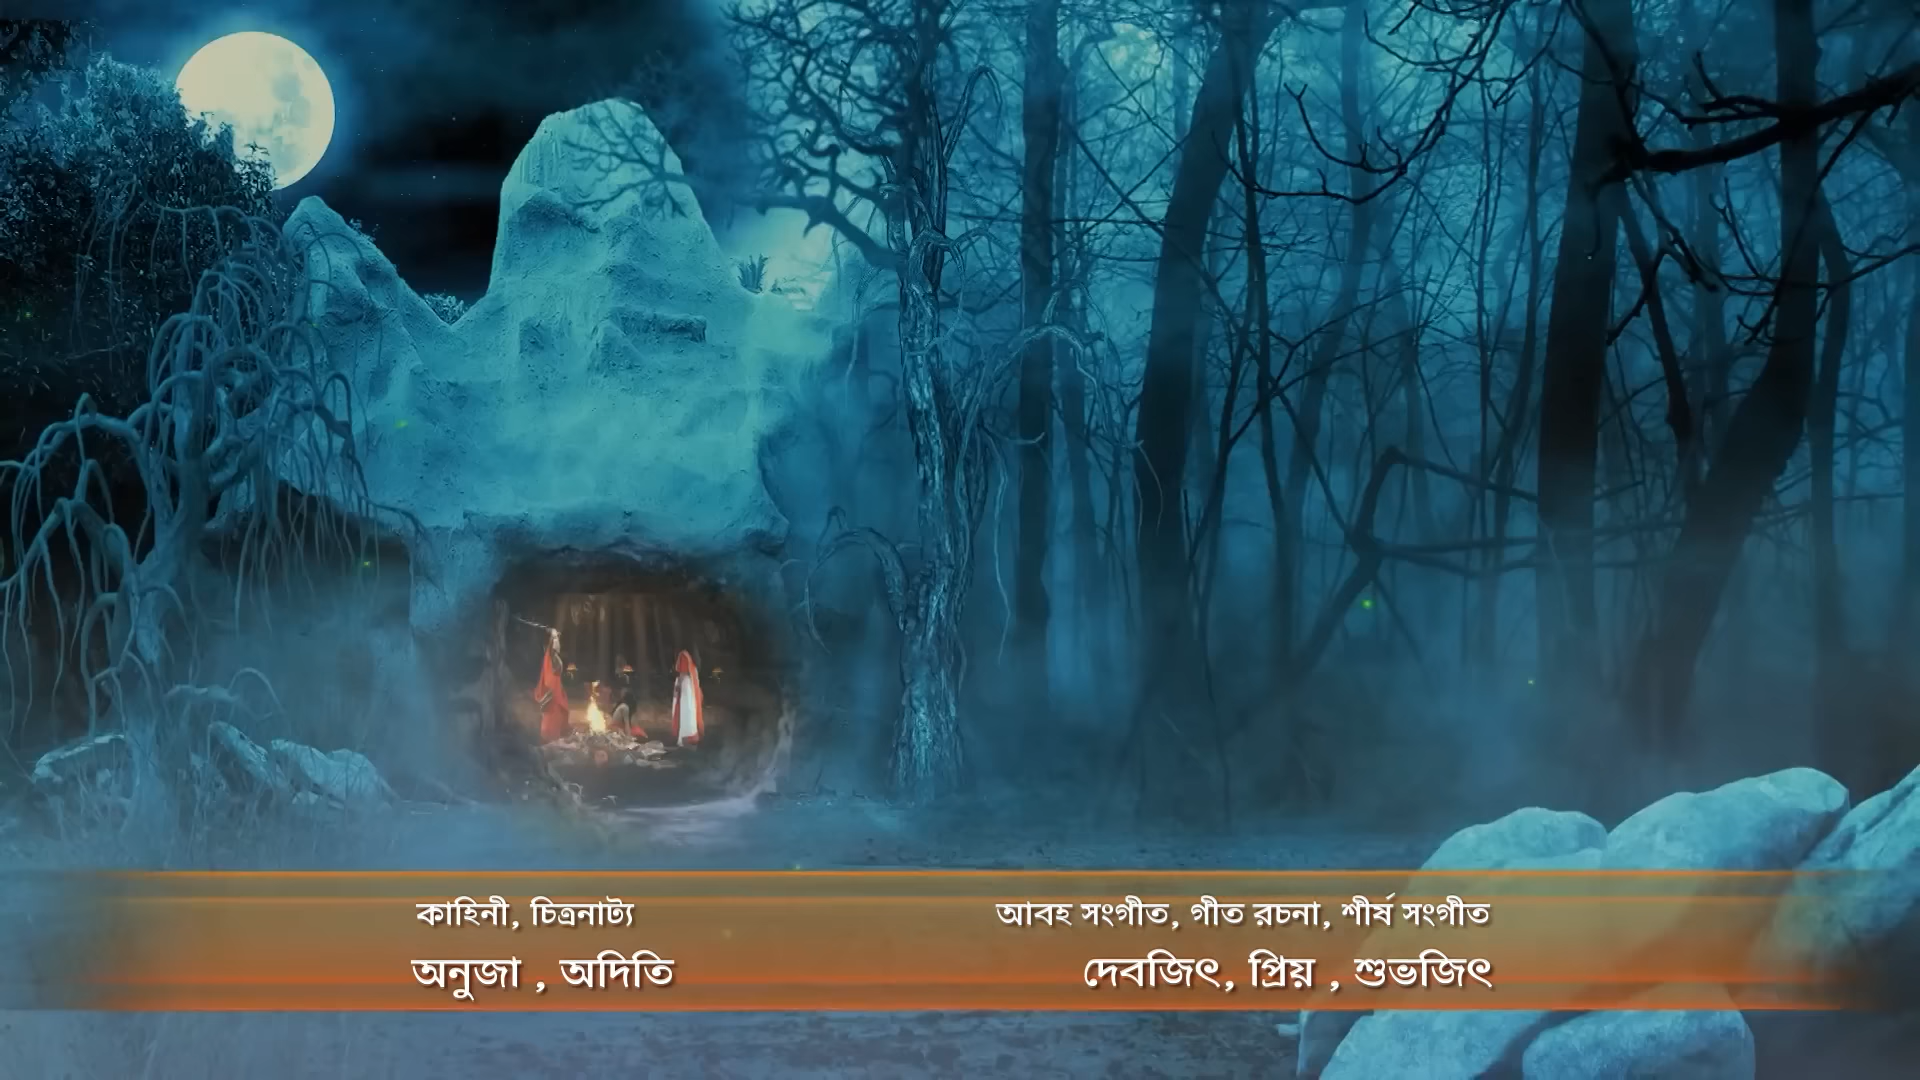 কাহিনী, চিত্রনাট্য
অনুজা , অদিতি
আবহ সংগীত, গীত রচনা, শীর্ষ সংগীত
দেবজিৎ, প্রিয় , শুভজিৎ